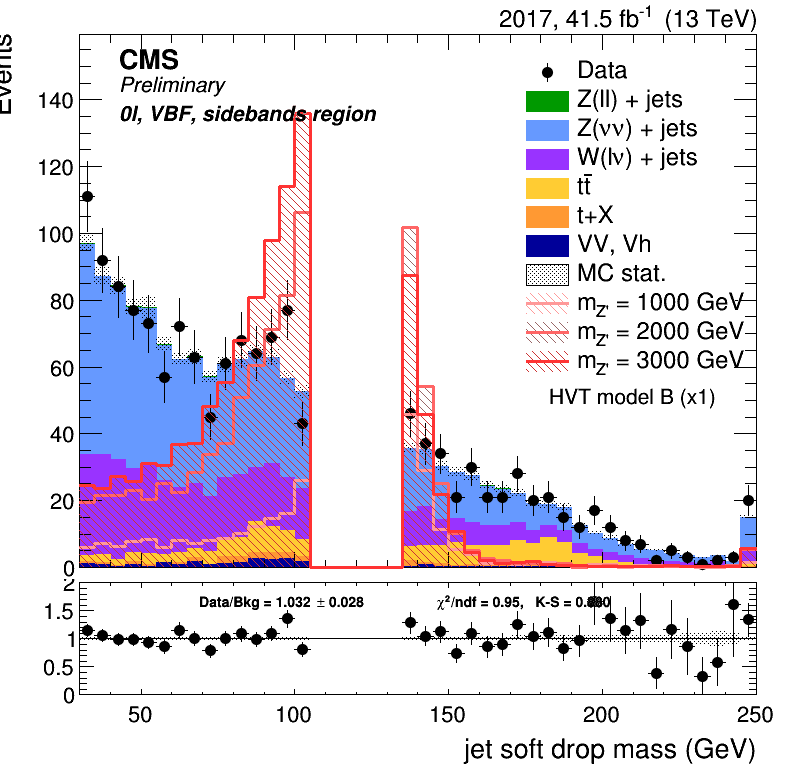 2017, 41.5 fb⁻¹ (13 TeV)
Events
CMS
Preliminary
0l, VBF, sidebands region
Data
Z(ll) + jets
Z(νν) + jets
W(lν) + jets
tt̄
t+X
VV, Vh
MC stat.
m_Z' = 1000 GeV
m_Z' = 2000 GeV
m_Z' = 3000 GeV
HVT model B (x1)
140
120
100
80
60
40
20
0
Data/Bkg = 1.032 ± 0.028
χ²/ndf = 0.95, K-S =
2
1.5
1
0.5
0
50 100 150 200 250
jet soft drop mass (GeV)